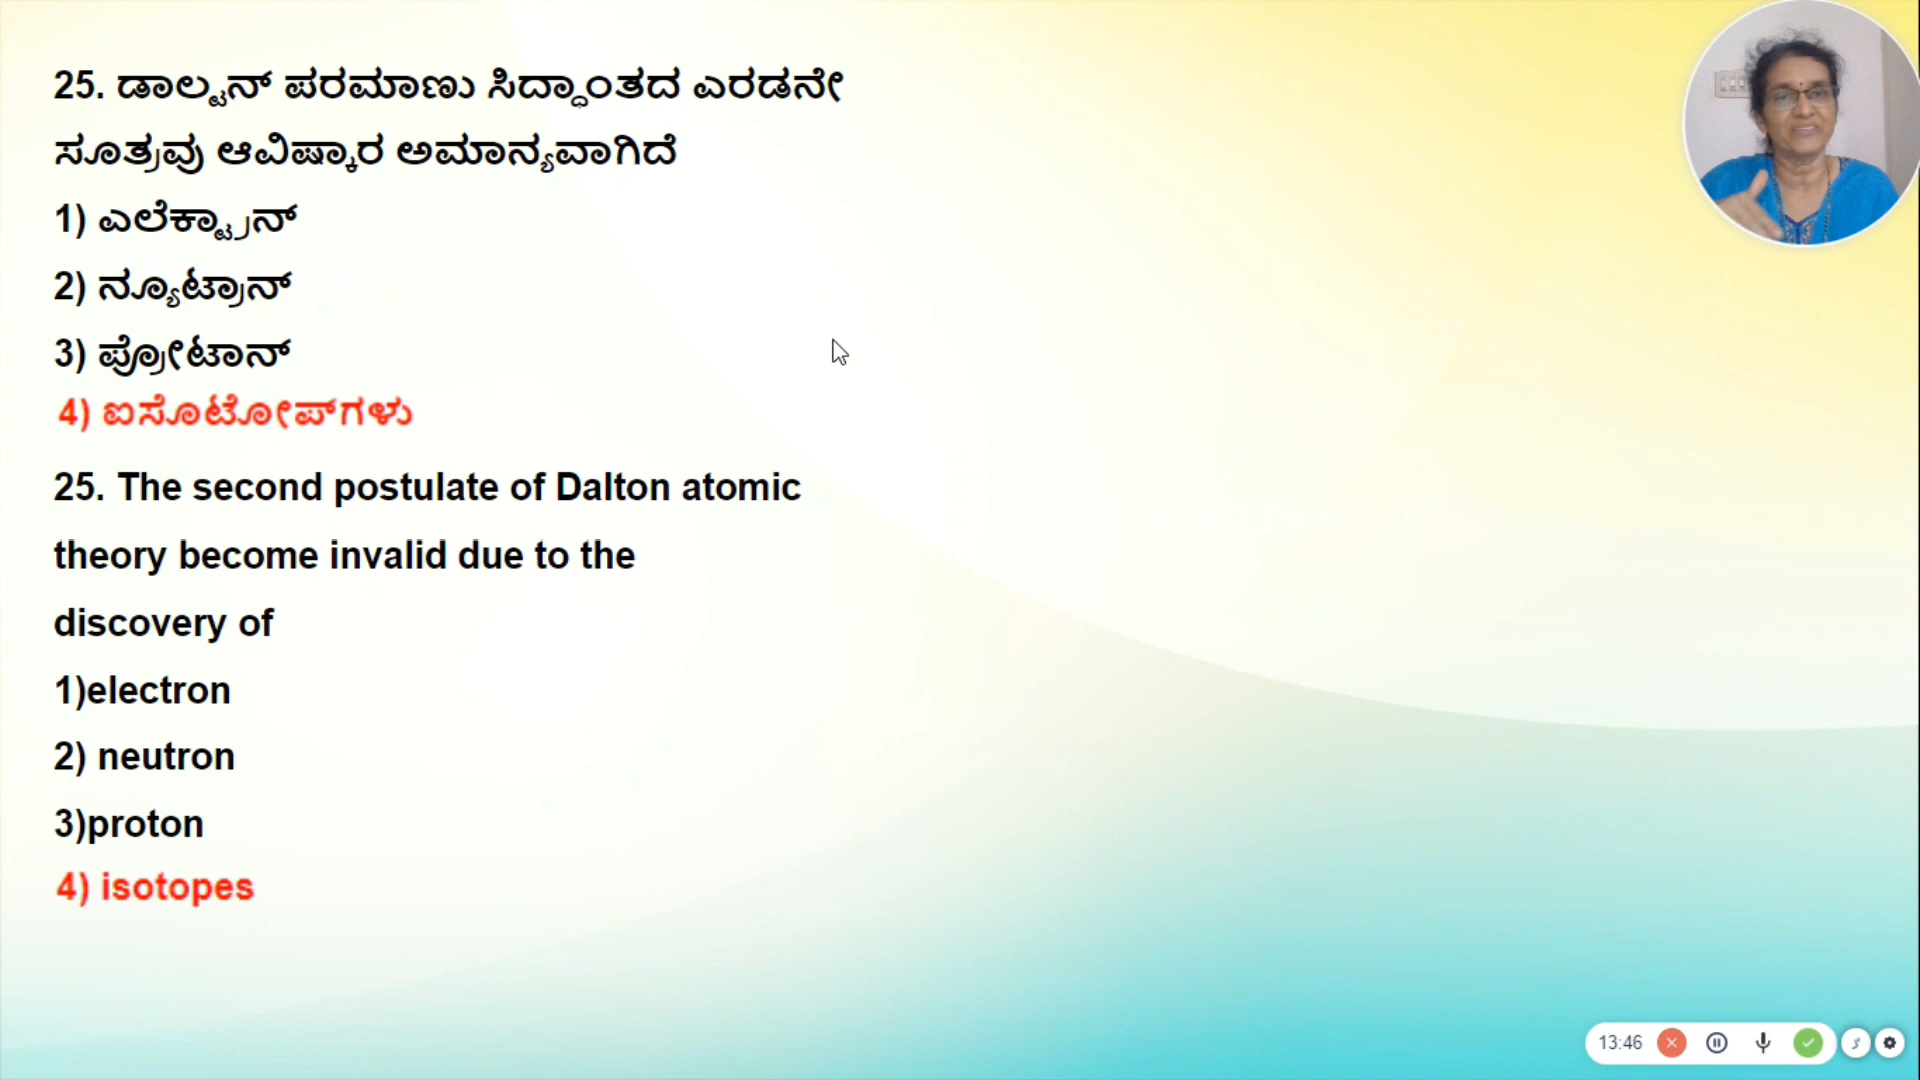 25. ಡಾಲ್ಟನ್ ಪರಮಾಣು ಸಿದ್ಧಾಂತದ ಎರಡನೇ
ಸೂತ್ರವು ಆವಿಷ್ಕಾರ ಅಮಾನ್ಯವಾಗಿದೆ
1) ಎಲೆಕ್ಟ್ರಾನ್
2) ನ್ಯೂಟ್ರಾನ್
3) ಪ್ರೋಟಾನ್
4) ಐಸೊಟೋಪ್‌ಗಳು
25. The second postulate of Dalton atomic
theory become invalid due to the
discovery of
1)electron
2) neutron
3)proton
4) isotopes
13:46